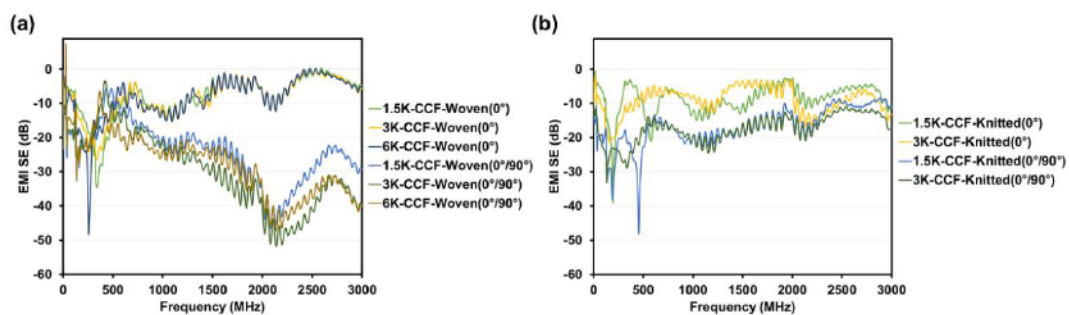 (a)
EMI SE (dB)
0
-10
-20
-30
-40
-50
-60
0 500 1000 1500 2000 2500 3000
Frequency (MHz)
1.5K-CCF-Woven(0°)
3K-CCF-Woven(0°)
6K-CCF-Woven(0°)
1.5K-CCF-Woven(0°/90°)
3K-CCF-Woven(0°/90°)
6K-CCF-Woven(0°/90°)
(b)
EMI SE (dB)
0
-10
-20
-30
-40
-50
-60
0 500 1000 1500 2000 2500 3000
Frequency (MHz)
1.5K-CCF-Knitted(0°)
3K-CCF-Knitted(0°)
1.5K-CCF-Knitted(0°/90°)
3K-CCF-Knitted(0°/90°)